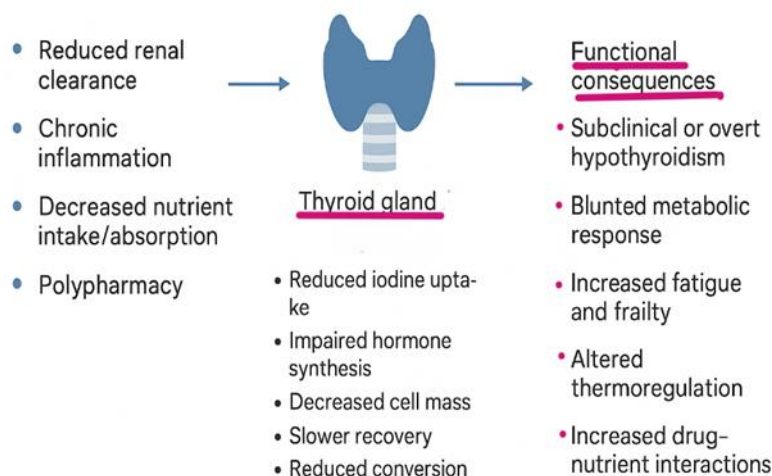 • Reduced renal
clearance
• Chronic
inflammation
• Decreased nutrient
intake/absorption
• Polypharmacy
Thyroid gland
• Reduced iodine upta-
ke
• Impaired hormone
synthesis
• Decreased cell mass
• Slower recovery
• Reduced conversion
Functional
consequences
• Subclinical or overt
hypothyroidism
• Blunted metabolic
response
• Increased fatigue
and frailty
• Altered
thermoregulation
• Increased drug–
nutrient interactions